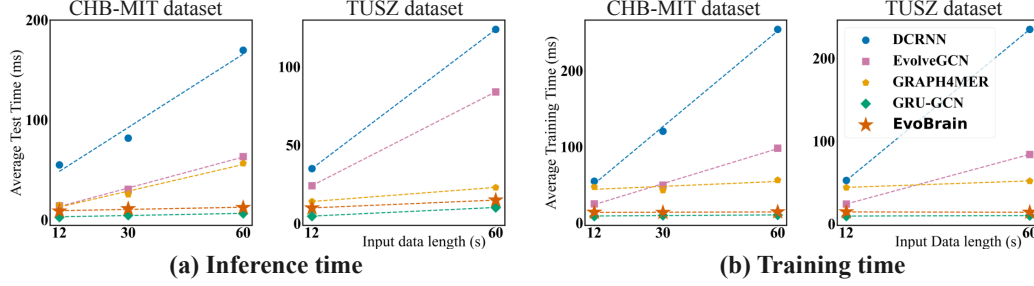 CHB-MIT dataset
TUSZ dataset
CHB-MIT dataset
TUSZ dataset
Average Test Time (ms)
200
100
0
12
30
60
100
50
0
12
60
Input data length (s)
Average Training Time (ms)
200
100
0
12
30
60
200
100
0
12
60
Input Data length (s)
DCRNN
EvolveGCN
GRAPH4MER
GRU-GCN
EvoBrain
(a) Inference time
(b) Training time